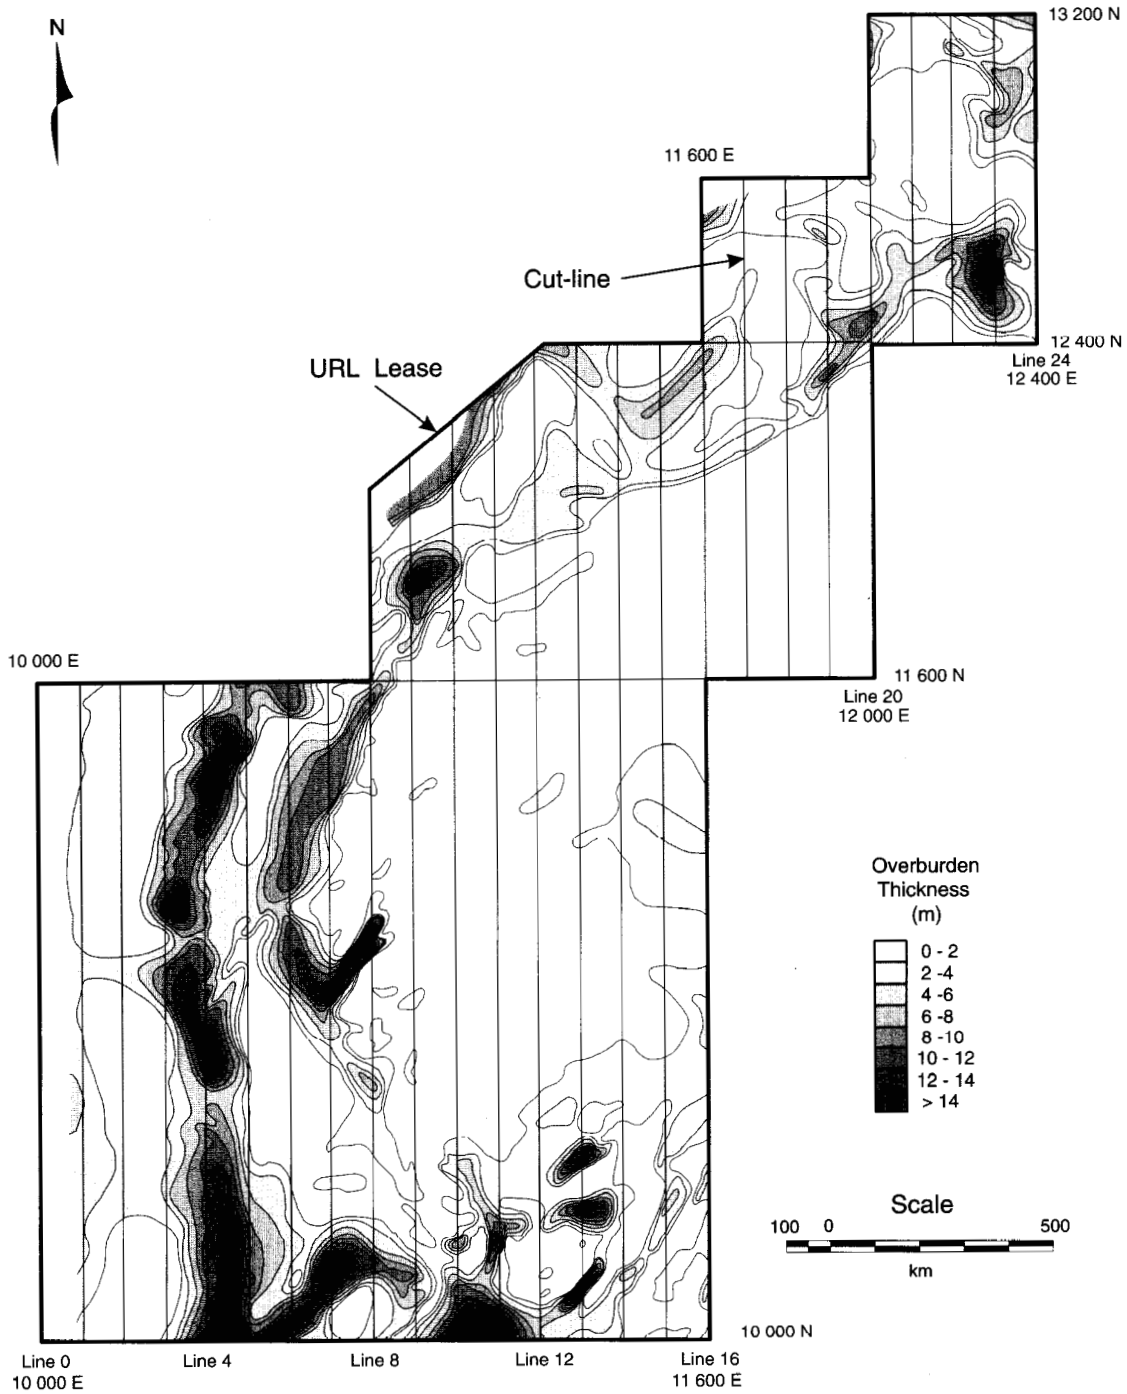 13 200 N
N
11 600 E
Cut-line
12 400 N
Line 24
12 400 E
URL Lease
10 000 E
11 600 N
Line 20
12 000 E
Overburden
Thickness
(m)
0 - 2
2 -4
4 -6
6 -8
8 -10
10 - 12
12 - 14
> 14
Scale
100 0 500
km
10 000 N
Line 0
10 000 E
Line 4
Line 8
Line 12
Line 16
11 600 E